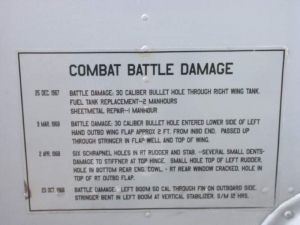 COMBAT BATTLE DAMAGE
25 DEC. 1967 BATTLE DAMAGE: 30 CALIBER BULLET HOLE THROUGH RIGHT WING TANK.
FUEL TANK REPLACEMENT-2 MANHOURS
SHEETMETAL REPAIR-1 MANHOUR
9 MAR 1968 BATTLE DAMAGE: 30 CALIBER BULLET HOLE ENTERED LOWER SIDE OF LEFT
HAND OUTBD WING FLAP APPROX 2 FT. FROM INBD END. PASSED UP
THROUGH STRINGER IN FLAP WELL AND TOP OF WING.
2 APR. 1968 SIX SCHRAPNEL HOLES IN RT RUDDER AND STAB. -SEVERAL SMALL DENTS-
DAMAGE TO STIFFNER AT TOP HINGE. SMALL HOLE TOP OF LEFT RUDDER,
HOLE IN BOTTOM REAR ENG. COWL. - RT REAR WINDOW CRACKED, HOLE IN
TOP OF RT OUTBD FLAP.
23 OCT 1968 BATTLE DAMAGE: LEFT BOOM 50 CAL THROUGH FIN ON OUTBOARD SIDE.
STRINGER BENT IN LEFT BOOM AT VERTICAL STABILIZER. S/M 12 HRS.